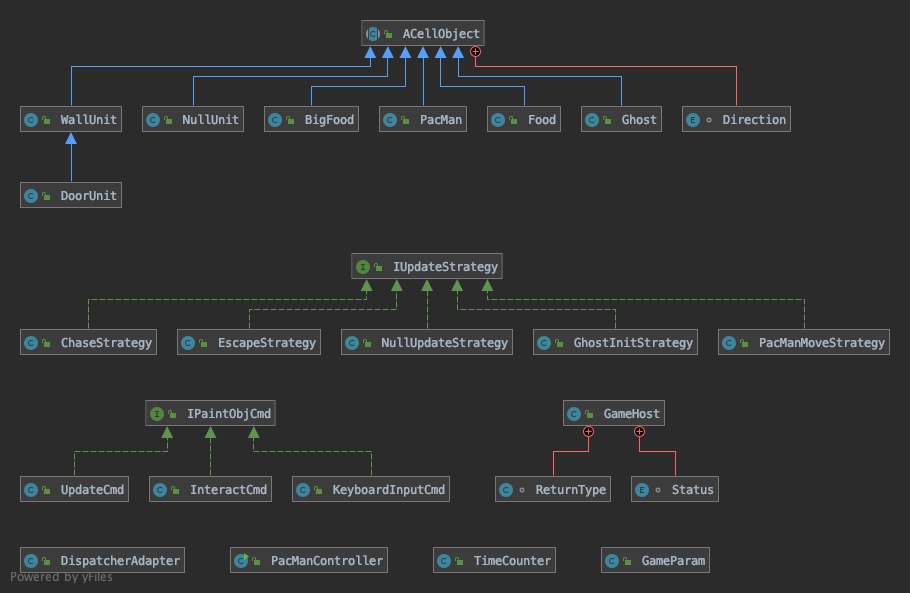 ACellObject
WallUnit
NullUnit
BigFood
PacMan
Food
Ghost
Direction
DoorUnit
IUpdateStrategy
ChaseStrategy
EscapeStrategy
NullUpdateStrategy
GhostInitStrategy
PacManMoveStrategy
IPaintObjCmd
GameHost
UpdateCmd
InteractCmd
KeyboardInputCmd
ReturnType
Status
DispatcherAdapter
PacManController
TimeCounter
GameParam
Powered by yFiles